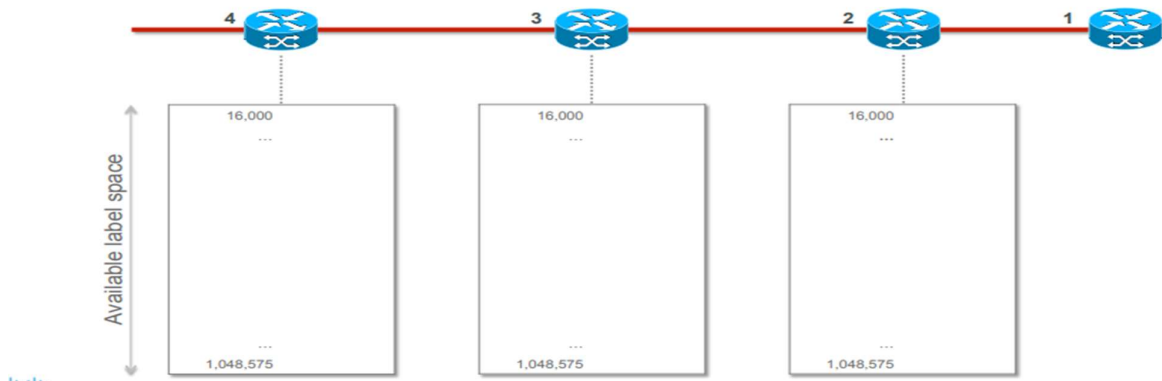 4 3 2 1
16,000 16,000 16,000
... ... ...
Available label space
... ... ...
1,048,575 1,048,575 1,048,575